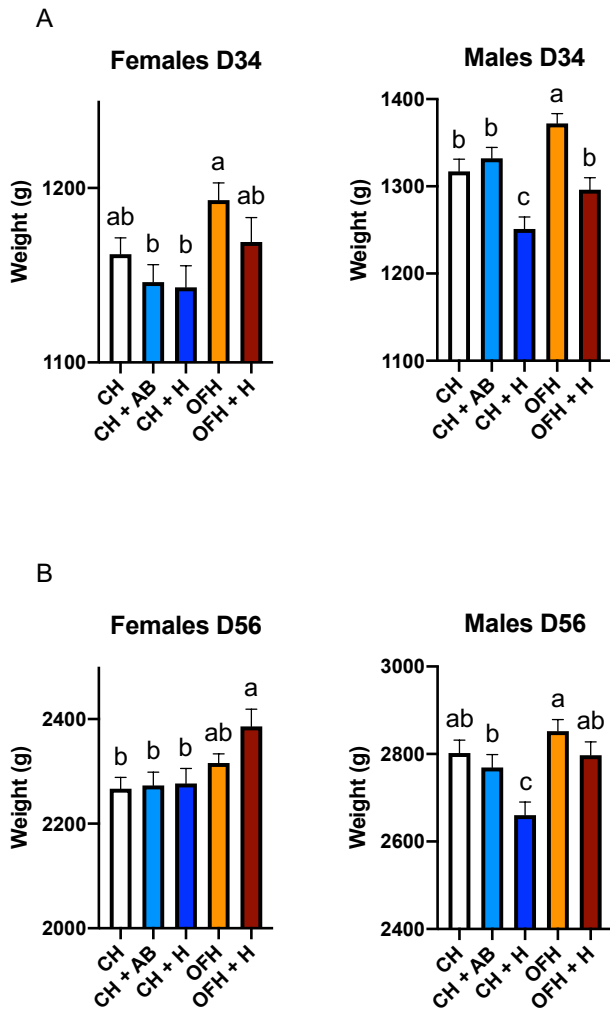 A
Females D34
Weight (g)
1200
1100
ab
b
b
a
ab
CH
CH + AB
CH + H
OFH
OFH + H
Males D34
Weight (g)
1400
1300
1200
1100
b
b
c
a
b
CH
CH + AB
CH + H
OFH
OFH + H
B
Females D56
Weight (g)
2400
2200
2000
b
b
b
ab
a
CH
CH + AB
CH + H
OFH
OFH + H
Males D56
Weight (g)
3000
2800
2600
2400
ab
b
c
a
ab
CH
CH + AB
CH + H
OFH
OFH + H